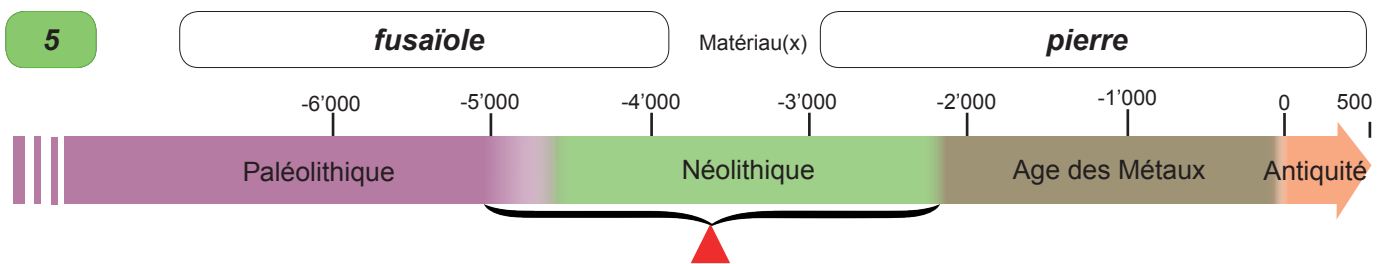 5 fusaïole Matériau(x) pierre
-6’000 -5’000 -4’000 -3’000 -2’000 -1’000 0 500
Paléolithique Néolithique Age des Métaux Antiquité